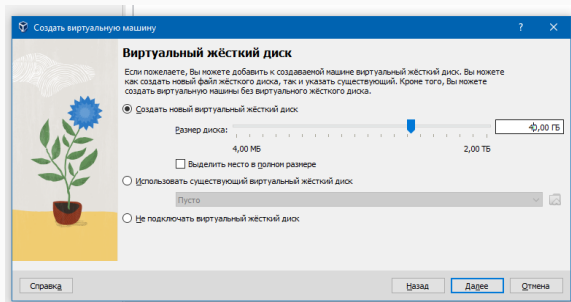 Создать виртуальную машину
Виртуальный жёсткий диск
Если пожелаете, Вы можете добавить к создаваемой машине виртуальный жёсткий диск. Вы можете
как создать новый файл жёсткого диска, так и указать существующий. Кроме того, Вы можете
создать виртуальную машины без виртуального жёсткого диска.
Создать новый виртуальный жёсткий диск
Размер диска:
40,00 ГБ
4,00 МБ
2,00 ТБ
Выделить место в полном размере
Использовать существующий виртуальный жёсткий диск
Пусто
Не подключать виртуальный жёсткий диск
Справка
Назад
Далее
Отмена